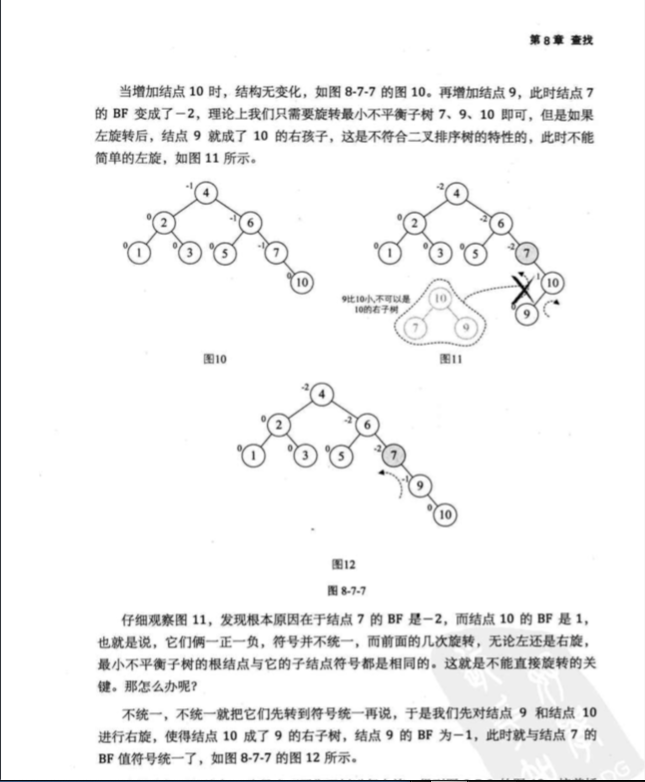 第 8 章 查找
当增加结点 10 时，结构无变化，如图 8-7-7 的图 10。再增加结点 9，此时结点 7
的 BF 变成了－2，理论上我们只需要旋转最小不平衡子树 7、9、10 即可，但是如果
左旋转后，结点 9 就成了 10 的右孩子，这是不符合二叉排序树的特性的，此时不能
简单的左旋，如图 11 所示。
-1 4
0 2 -1 6
0 1 0 3 0 5 -1 7
0 10
图10
-2 4
0 2 -2 6
0 1 0 3 0 5 -2 7
1 10
0 9
9比10小,不可以是
10的右子树
10
7 9
图11
-2 4
0 2 -2 6
0 1 0 3 0 5 -2 7
-1 9
0 10
图12
图 8-7-7
仔细观察图 11，发现根本原因在于结点 7 的 BF 是－2，而结点 10 的 BF 是 1，
也就是说，它们俩一正一负，符号并不统一，而前面的几次旋转，无论左还是右旋，
最小不平衡子树的根结点与它的子结点符号都是相同的。这就是不能直接旋转的关
键。那怎么办呢？
不统一，不统一就把它们先转到符号统一再说，于是我们先对结点 9 和结点 10
进行右旋，使得结点 10 成了 9 的右子树，结点 9 的 BF 为－1，此时就与结点 7 的
BF 值符号统一了，如图 8-7-7 的图 12 所示。